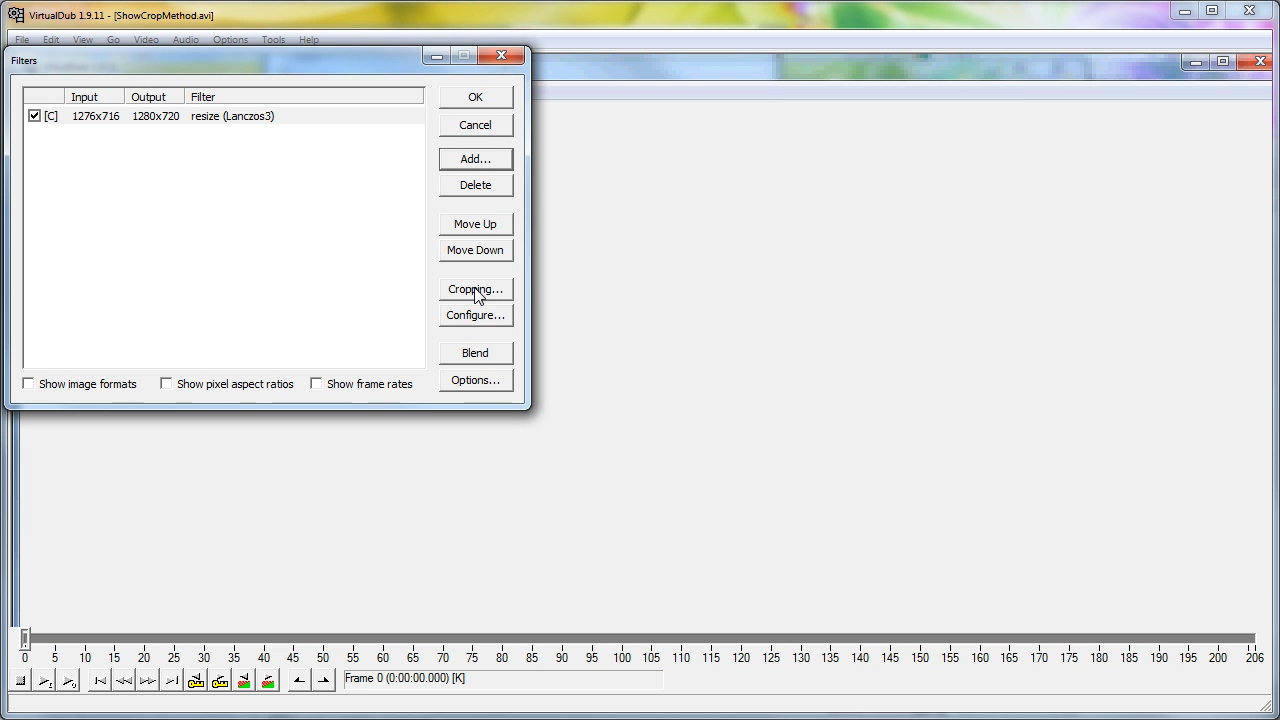 VirtualDub 1.9.11 - [ShowCropMethod.avi]
File Edit View Go Video Audio Options Tools Help
Filters
Input Output Filter
[C] 1276x716 1280x720 resize (Lanczos3)
OK
Cancel
Add...
Delete
Move Up
Move Down
Cropping...
Configure...
Blend
Options...
Show image formats Show pixel aspect ratios Show frame rates
0 5 10 15 20 25 30 35 40 45 50 55 60 65 70 75 80 85 90 95 100 105 110 115 120 125 130 135 140 145 150 155 160 165 170 175 180 185 190 195 200 206
Frame 0 (0:00:00.000) [K]